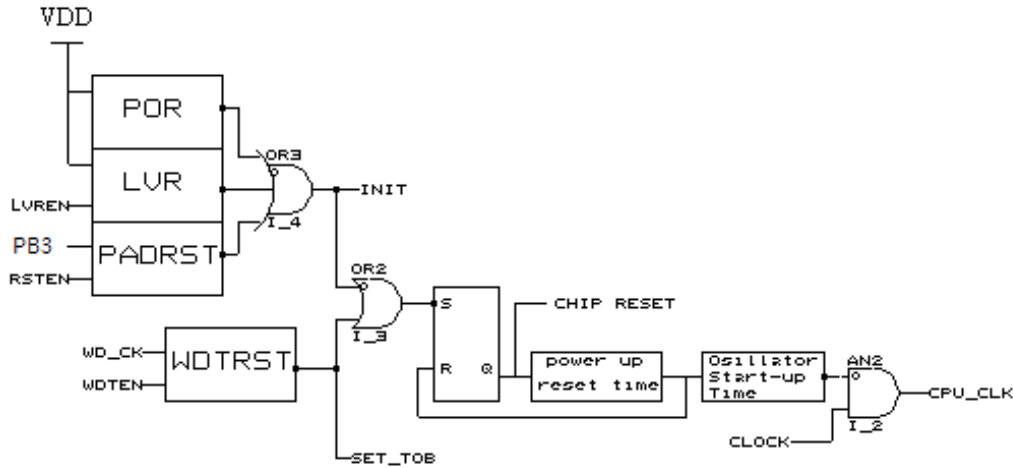 VDD
POR
LVR
LVREN
PB3
PADRST
RSTEN
OR3
I_4
INIT
OR2
I_3
WD_CK
WDTEN
WDTRST
SET_TOB
S
R Q
CHIP RESET
power up
reset time
Osillator
Start-up
Time
AN2
I_2
CLOCK
CPU_CLK